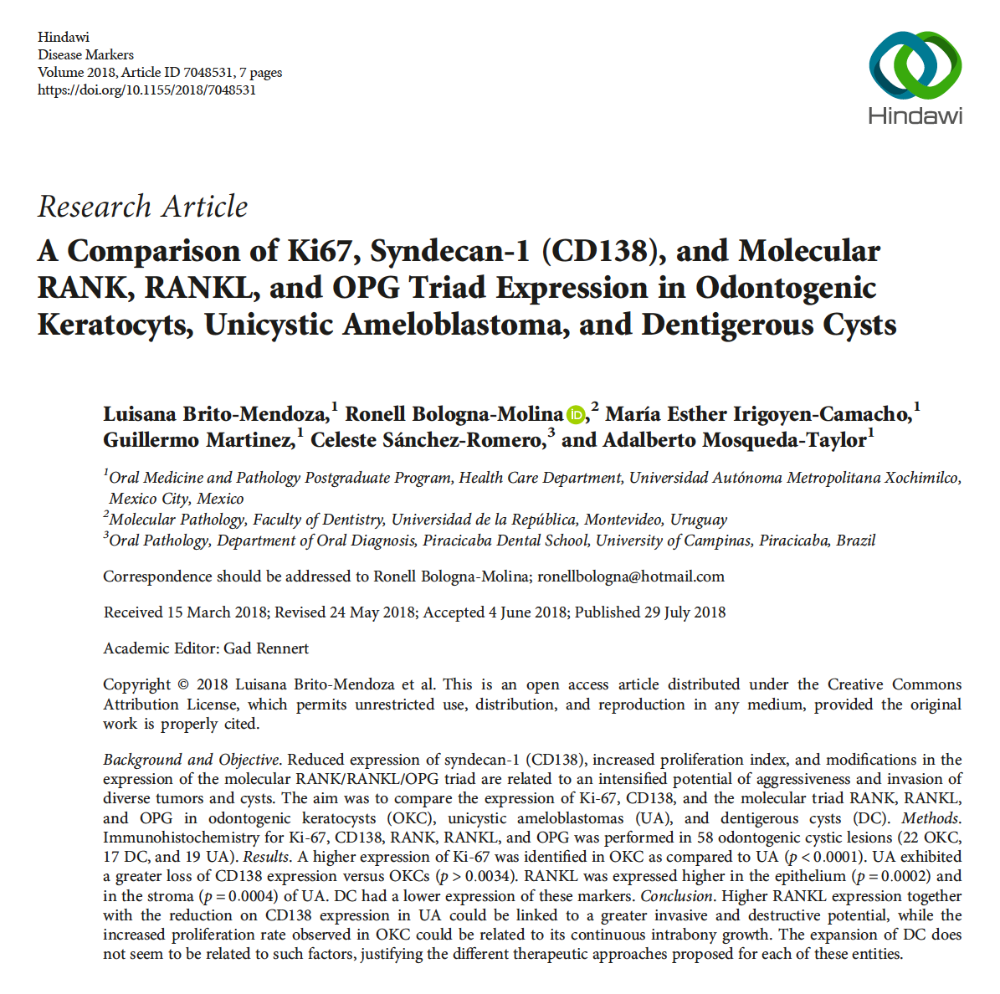 Hindawi
Disease Markers
Volume 2018, Article ID 7048531, 7 pages
https://doi.org/10.1155/2018/7048531
Hindawi
Research Article
A Comparison of Ki67, Syndecan-1 (CD138), and Molecular
RANK, RANKL, and OPG Triad Expression in Odontogenic
Keratocyts, Unicystic Ameloblastoma, and Dentigerous Cysts
Luisana Brito-Mendoza,1 Ronell Bologna-Molina iD,2 María Esther Irigoyen-Camacho,1
Guillermo Martinez,1 Celeste Sánchez-Romero,3 and Adalberto Mosqueda-Taylor1
1Oral Medicine and Pathology Postgraduate Program, Health Care Department, Universidad Autónoma Metropolitana Xochimilco,
Mexico City, Mexico
2Molecular Pathology, Faculty of Dentistry, Universidad de la República, Montevideo, Uruguay
3Oral Pathology, Department of Oral Diagnosis, Piracicaba Dental School, University of Campinas, Piracicaba, Brazil
Correspondence should be addressed to Ronell Bologna-Molina; ronellbologna@hotmail.com
Received 15 March 2018; Revised 24 May 2018; Accepted 4 June 2018; Published 29 July 2018
Academic Editor: Gad Rennert
Copyright © 2018 Luisana Brito-Mendoza et al. This is an open access article distributed under the Creative Commons
Attribution License, which permits unrestricted use, distribution, and reproduction in any medium, provided the original
work is properly cited.
Background and Objective. Reduced expression of syndecan-1 (CD138), increased proliferation index, and modifications in the
expression of the molecular RANK/RANKL/OPG triad are related to an intensified potential of aggressiveness and invasion of
diverse tumors and cysts. The aim was to compare the expression of Ki-67, CD138, and the molecular triad RANK, RANKL,
and OPG in odontogenic keratocysts (OKC), unicystic ameloblastomas (UA), and dentigerous cysts (DC). Methods.
Immunohistochemistry for Ki-67, CD138, RANK, RANKL, and OPG was performed in 58 odontogenic cystic lesions (22 OKC,
17 DC, and 19 UA). Results. A higher expression of Ki-67 was identified in OKC as compared to UA (p < 0.0001). UA exhibited
a greater loss of CD138 expression versus OKCs (p > 0.0034). RANKL was expressed higher in the epithelium (p = 0.0002) and
in the stroma (p = 0.0004) of UA. DC had a lower expression of these markers. Conclusion. Higher RANKL expression together
with the reduction on CD138 expression in UA could be linked to a greater invasive and destructive potential, while the
increased proliferation rate observed in OKC could be related to its continuous intrabony growth. The expansion of DC does
not seem to be related to such factors, justifying the different therapeutic approaches proposed for each of these entities.